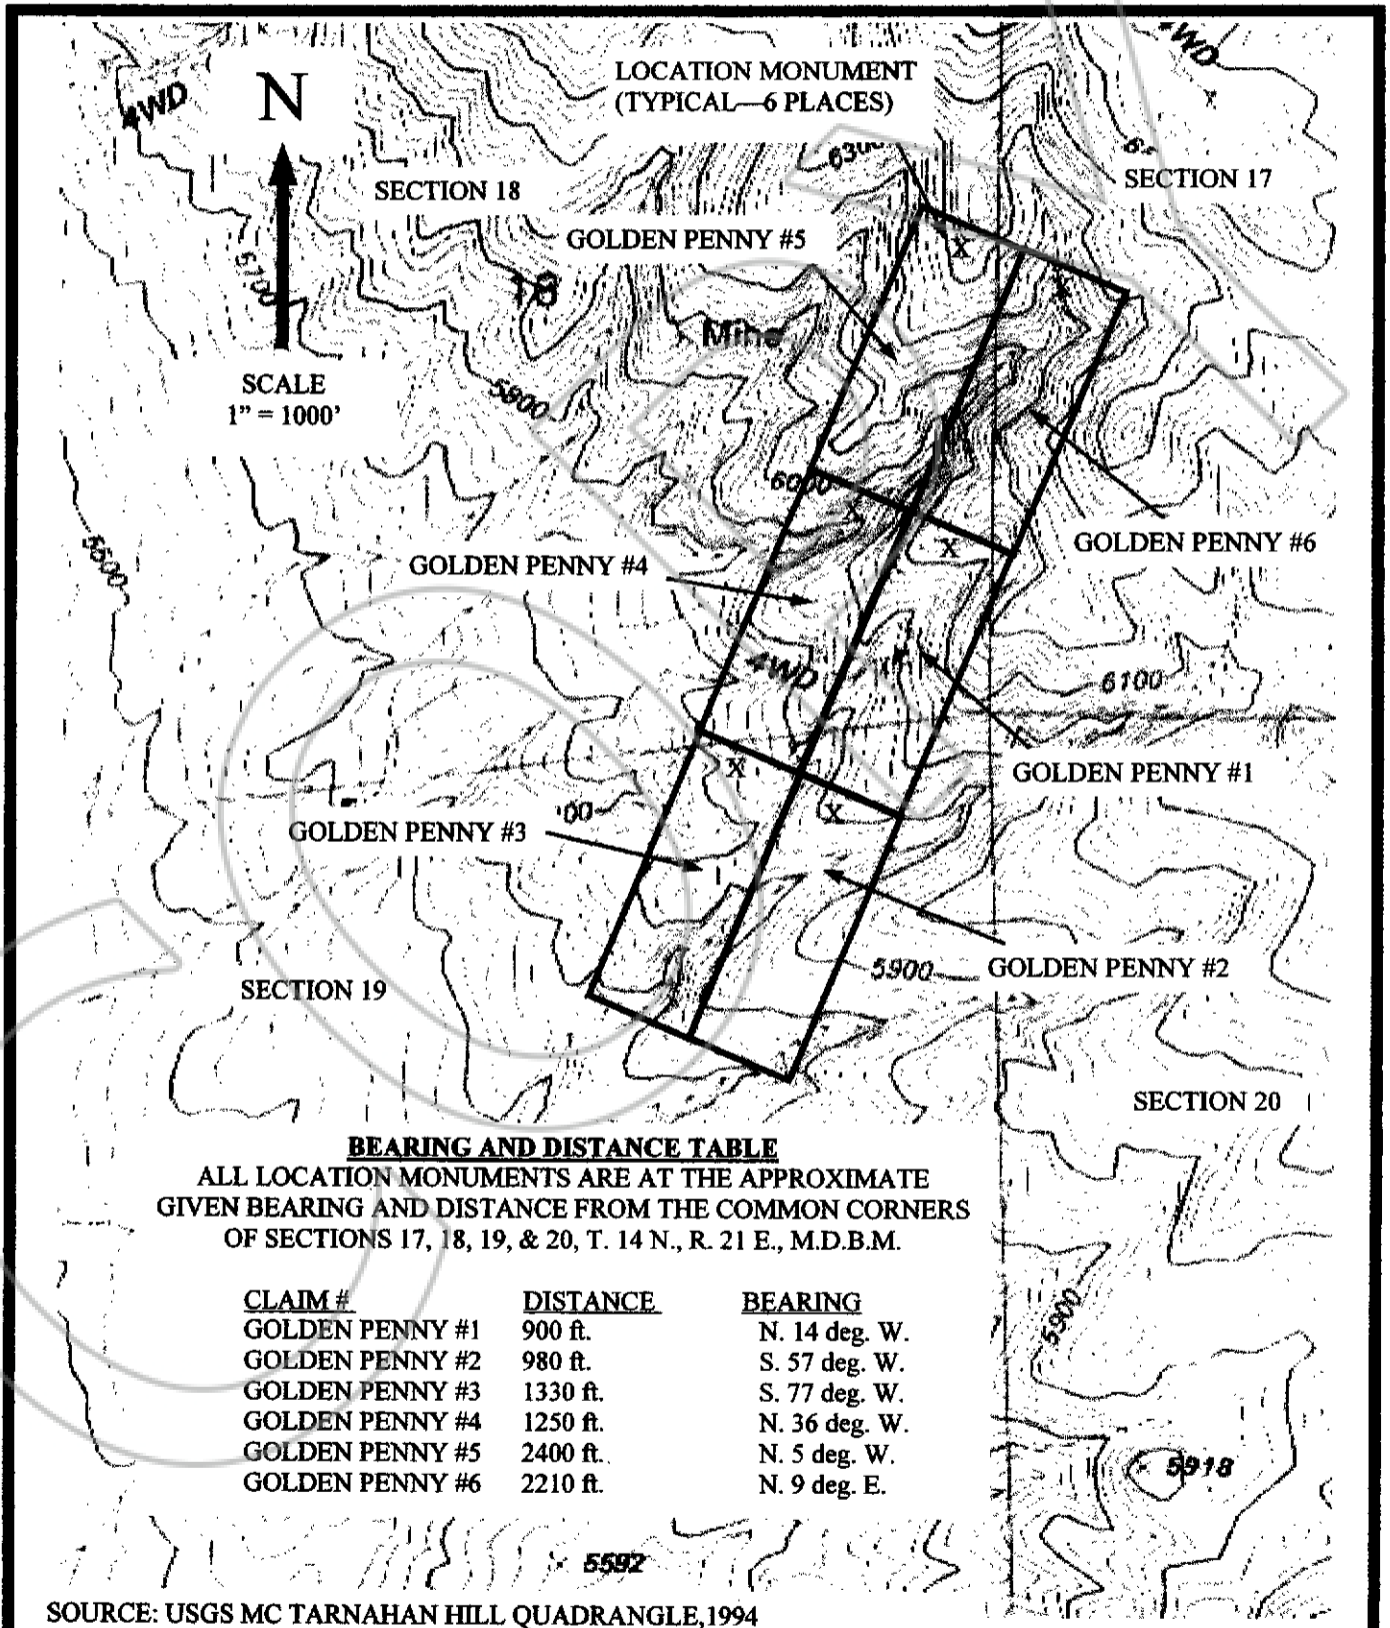 4WD
N
LOCATION MONUMENT
(TYPICAL—6 PLACES)
4WD
6300
SECTION 18
SECTION 17
GOLDEN PENNY #5
5700
18
Mine
SCALE
1” = 1000’
5800
X
X
6000
5600
GOLDEN PENNY #4
X
X
GOLDEN PENNY #6
4WD
6100
GOLDEN PENNY #1
X
X
GOLDEN PENNY #3
SECTION 19
5900
GOLDEN PENNY #2
SECTION 20
BEARING AND DISTANCE TABLE
ALL LOCATION MONUMENTS ARE AT THE APPROXIMATE
GIVEN BEARING AND DISTANCE FROM THE COMMON CORNERS
OF SECTIONS 17, 18, 19, & 20, T. 14 N., R. 21 E., M.D.B.M.
CLAIM # DISTANCE BEARING
GOLDEN PENNY #1 900 ft. N. 14 deg. W.
GOLDEN PENNY #2 980 ft. S. 57 deg. W.
GOLDEN PENNY #3 1330 ft. S. 77 deg. W.
GOLDEN PENNY #4 1250 ft. N. 36 deg. W.
GOLDEN PENNY #5 2400 ft. N. 5 deg. W.
GOLDEN PENNY #6 2210 ft. N. 9 deg. E.
5900
5918
5592
SOURCE: USGS MC TARNAHAN HILL QUADRANGLE,1994